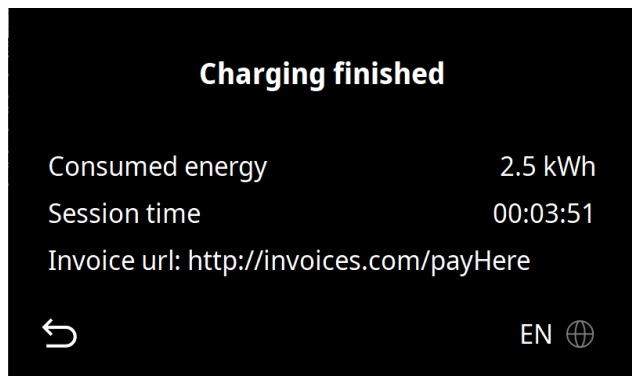 Charging finished
Consumed energy 2.5 kWh
Session time 00:03:51
Invoice url: http://invoices.com/payHere
EN